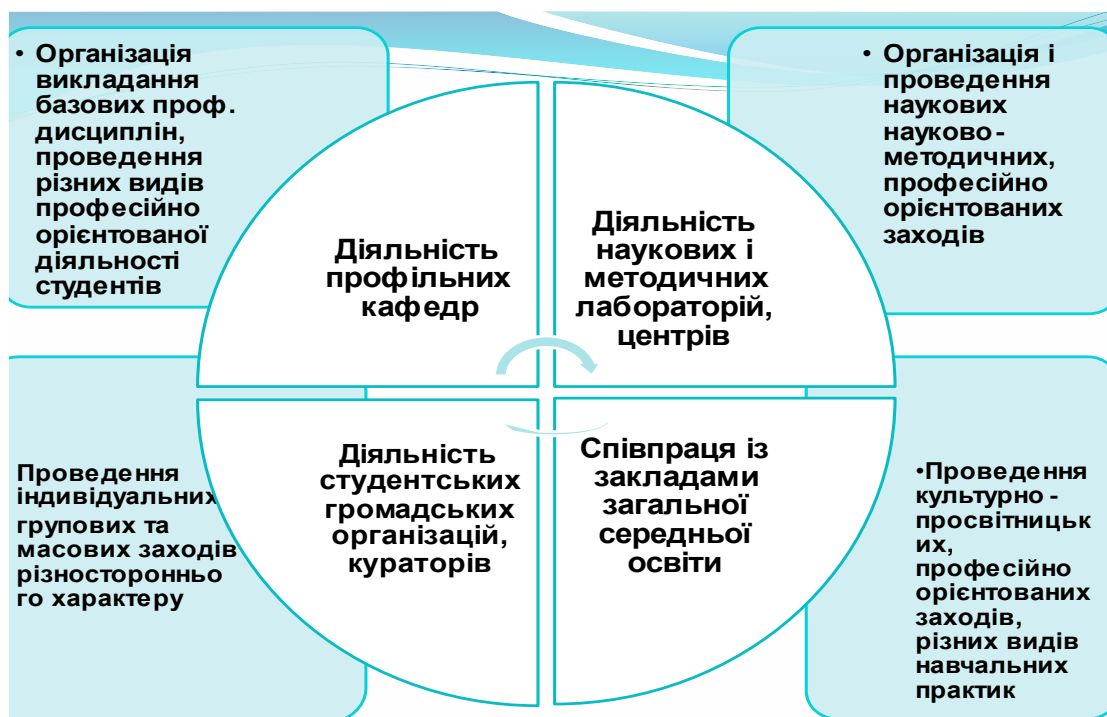 • Організація
викладання
базових проф.
дисциплін,
проведення
різних видів
професійно
орієнтованої
діяльності
студентів
Діяльність
профільних
кафедр
Діяльність
наукових і
методичних
лабораторій,
центрів
• Організація і
проведення
наукових
науково-
методичних,
професійно
орієнтованих
заходів
Проведення
індивідуальних
групових та
масових заходів
різносторонньо
го характеру
Діяльність
студентських
громадських
організацій,
кураторів
Співпраця із
закладами
загальної
середньої
освіти
•Проведення
культурно-
просвітницьк
их,
професійно
орієнтованих
заходів,
різних видів
навчальних
практик